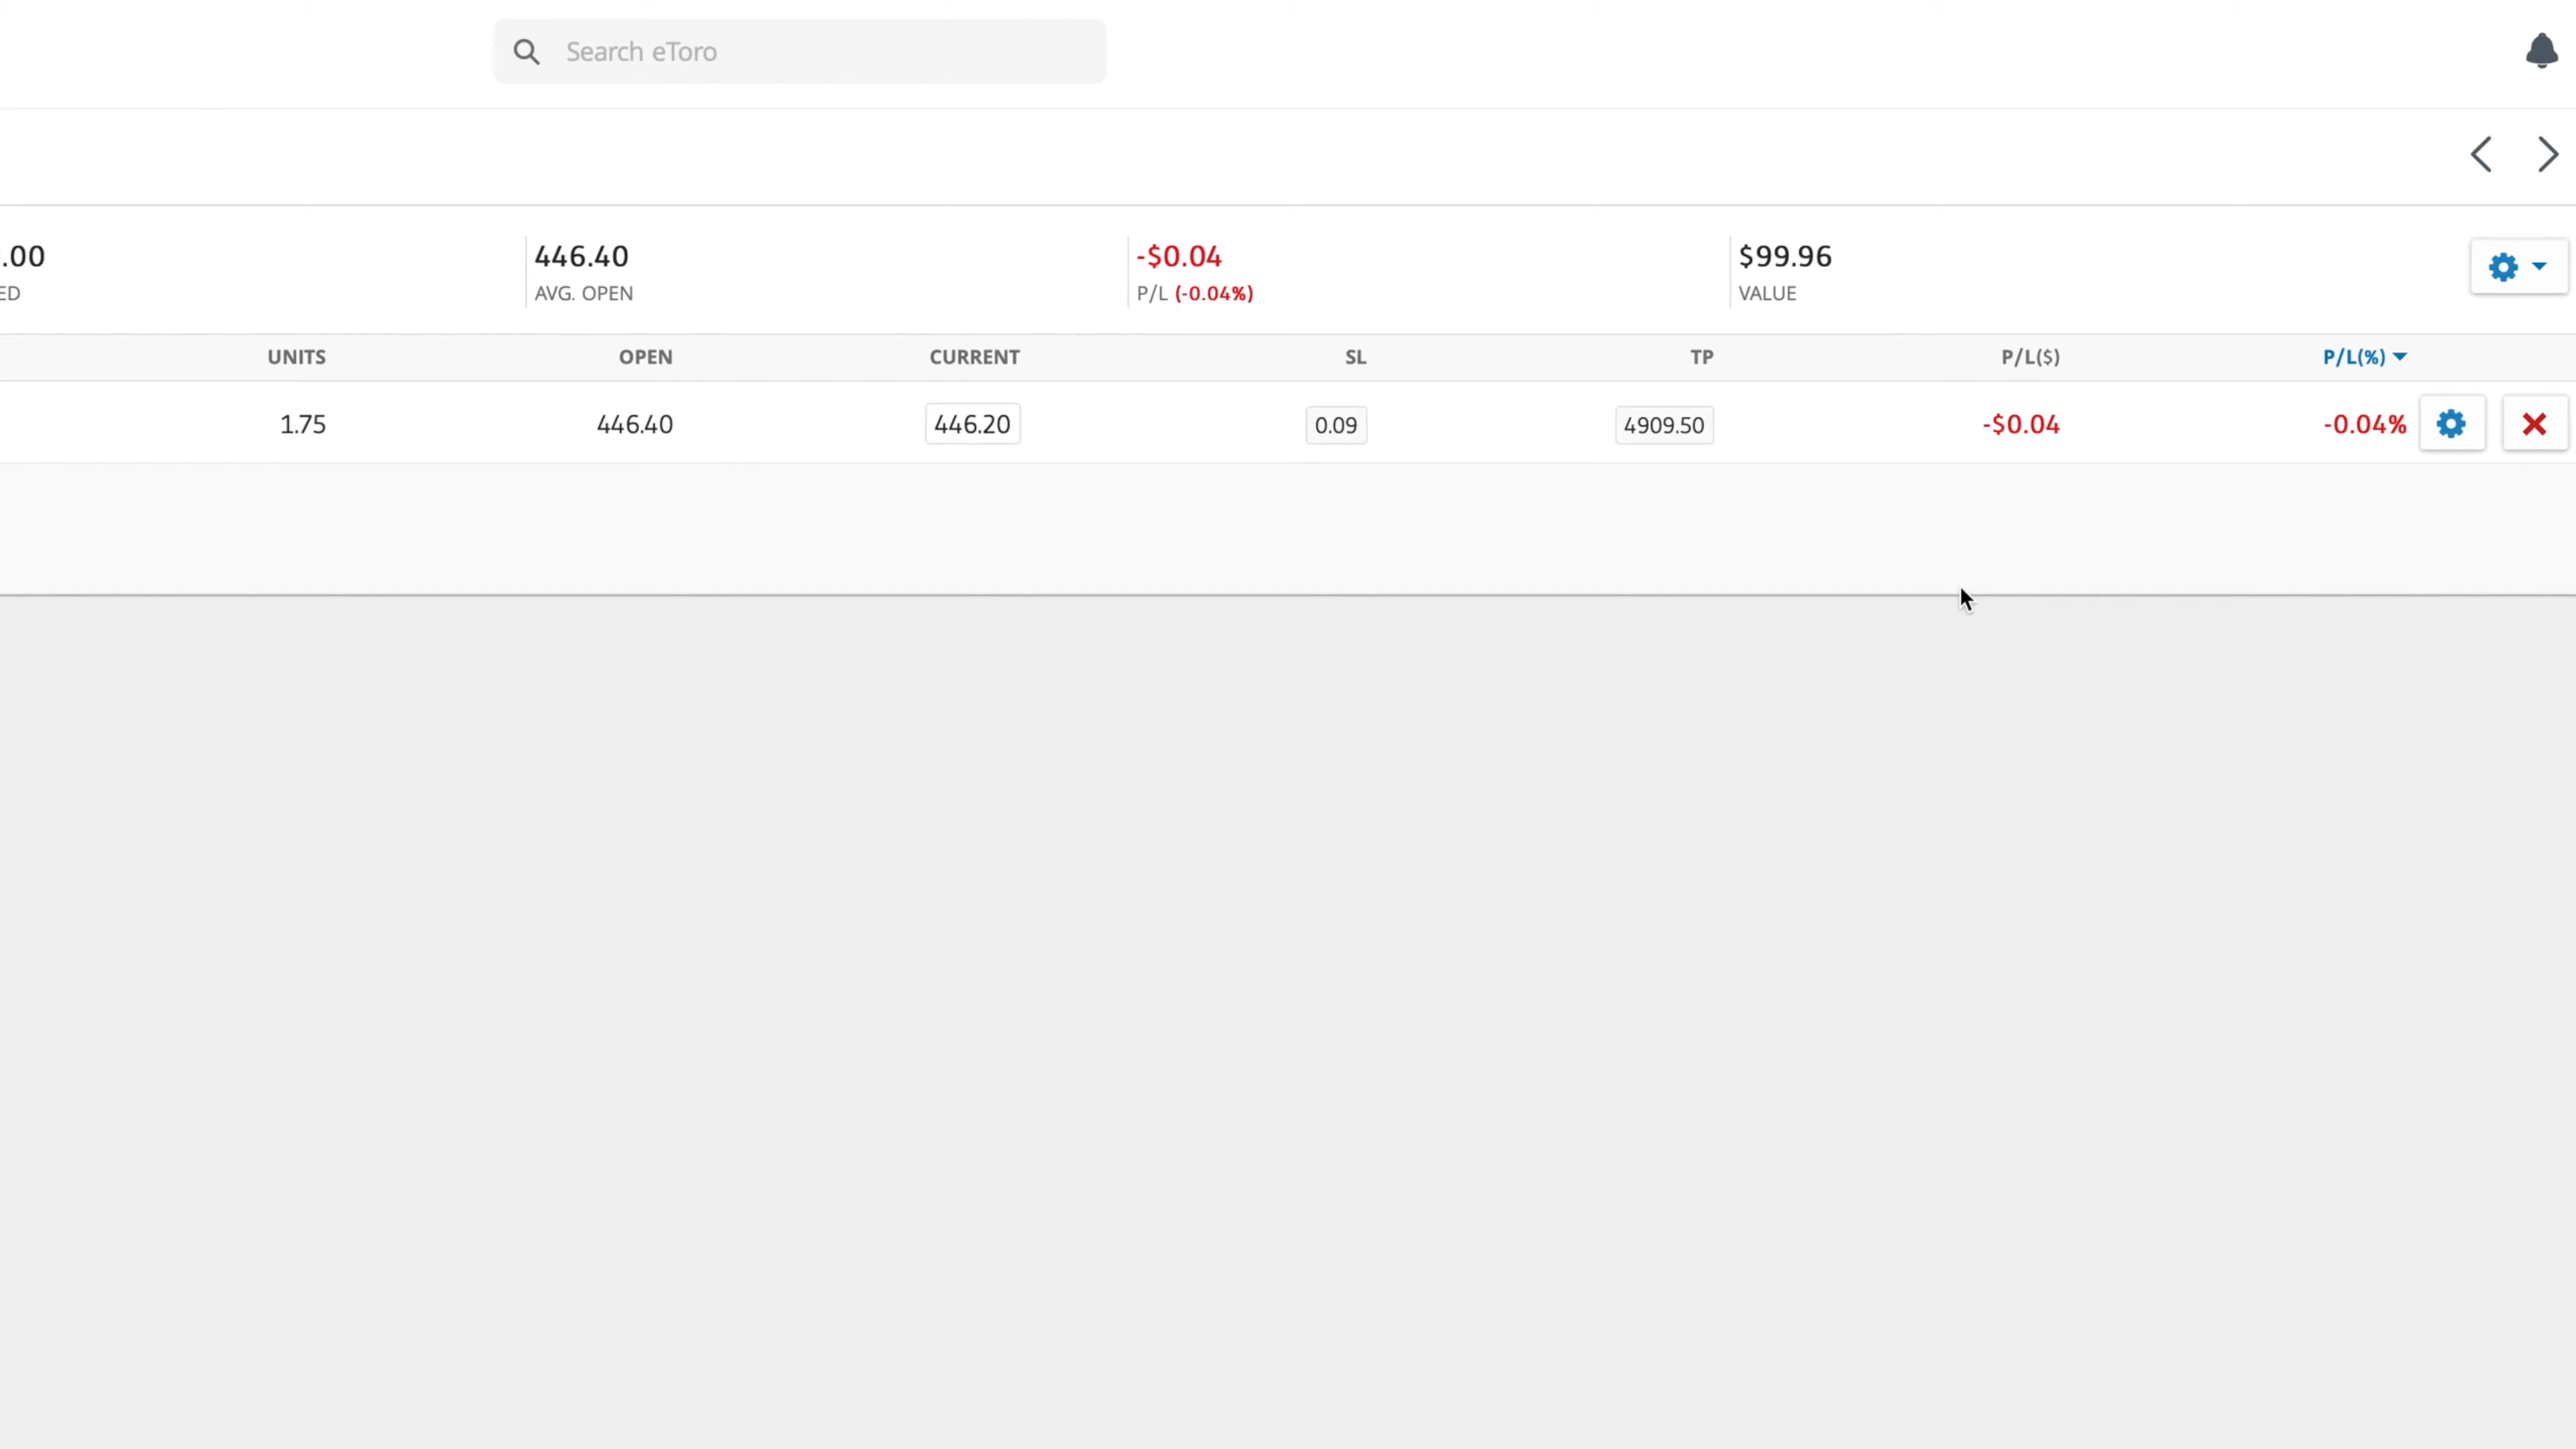 Search eToro
.00 446.40 -$0.04 $99.96
ED AVG. OPEN P/L (-0.04%) VALUE
UNITS OPEN CURRENT SL TP P/L($) P/L(%)
1.75 446.40 446.20 0.09 4909.50 -$0.04 -0.04%